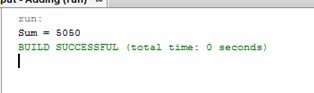 put - Adding (run)
run:
Sum = 5050
BUILD SUCCESSFUL (total time: 0 seconds)